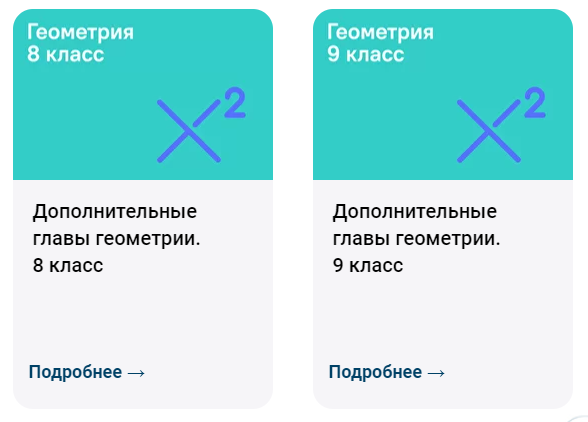 Геометрия
8 класс
x²
Дополнительные
главы геометрии.
8 класс
Подробнее →
Геометрия
9 класс
x²
Дополнительные
главы геометрии.
9 класс
Подробнее →